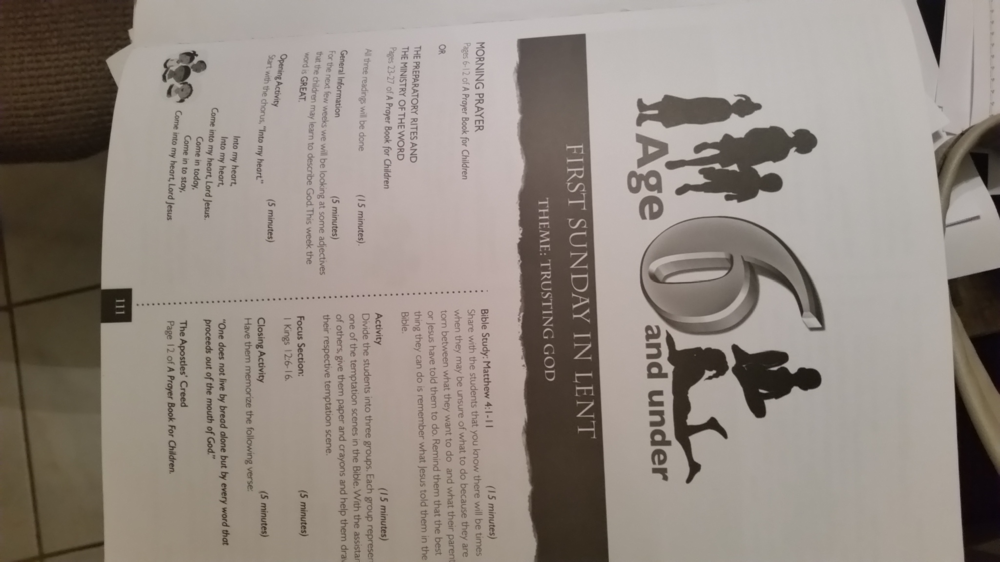 Age 6 and under
FIRST SUNDAY IN LENT
THEME: TRUSTING GOD
MORNING PRAYER
Pages 6-12 of A Prayer Book for Children
OR
THE PREPARATORY RITES AND
THE MINISTRY OF THE WORD
Pages 23-27 of A Prayer Book for Children
All three readings will be done (15 minutes).
General Information (5 minutes)
For the next few weeks we will be looking at some adjectives
that the children may learn to describe God. This week the
word is GREAT.
Opening Activity (5 minutes)
Start with the chorus, "Into my heart."
Into my heart,
Into my heart,
Come into my heart, Lord Jesus.
Come in today,
Come in to stay,
Come into my heart, Lord Jesus
Bible Study: Matthew 4:1-11 (15 minutes)
Share with the students that you know there will be times
when they may be unsure of what to do because they are
torn between what they want to do and what their parent
or Jesus have told them to do. Remind them that the best
thing they can do is remember what Jesus told them in the
Bible.
Activity (15 minutes)
Divide the students into three groups. Each group represen
one of the temptation scenes in the Bible. With the assistan
of others, give them paper and crayons and help them draw
their respective temptation scene.
Focus Section: (5 minutes)
1 Kings 12:6-16.
Closing Activity (5 minutes)
Have them memorize the following verse:
"One does not live by bread alone but by every word that
proceeds out of the mouth of God."
The Apostles' Creed
Page 12 of A Prayer Book For Children.
111